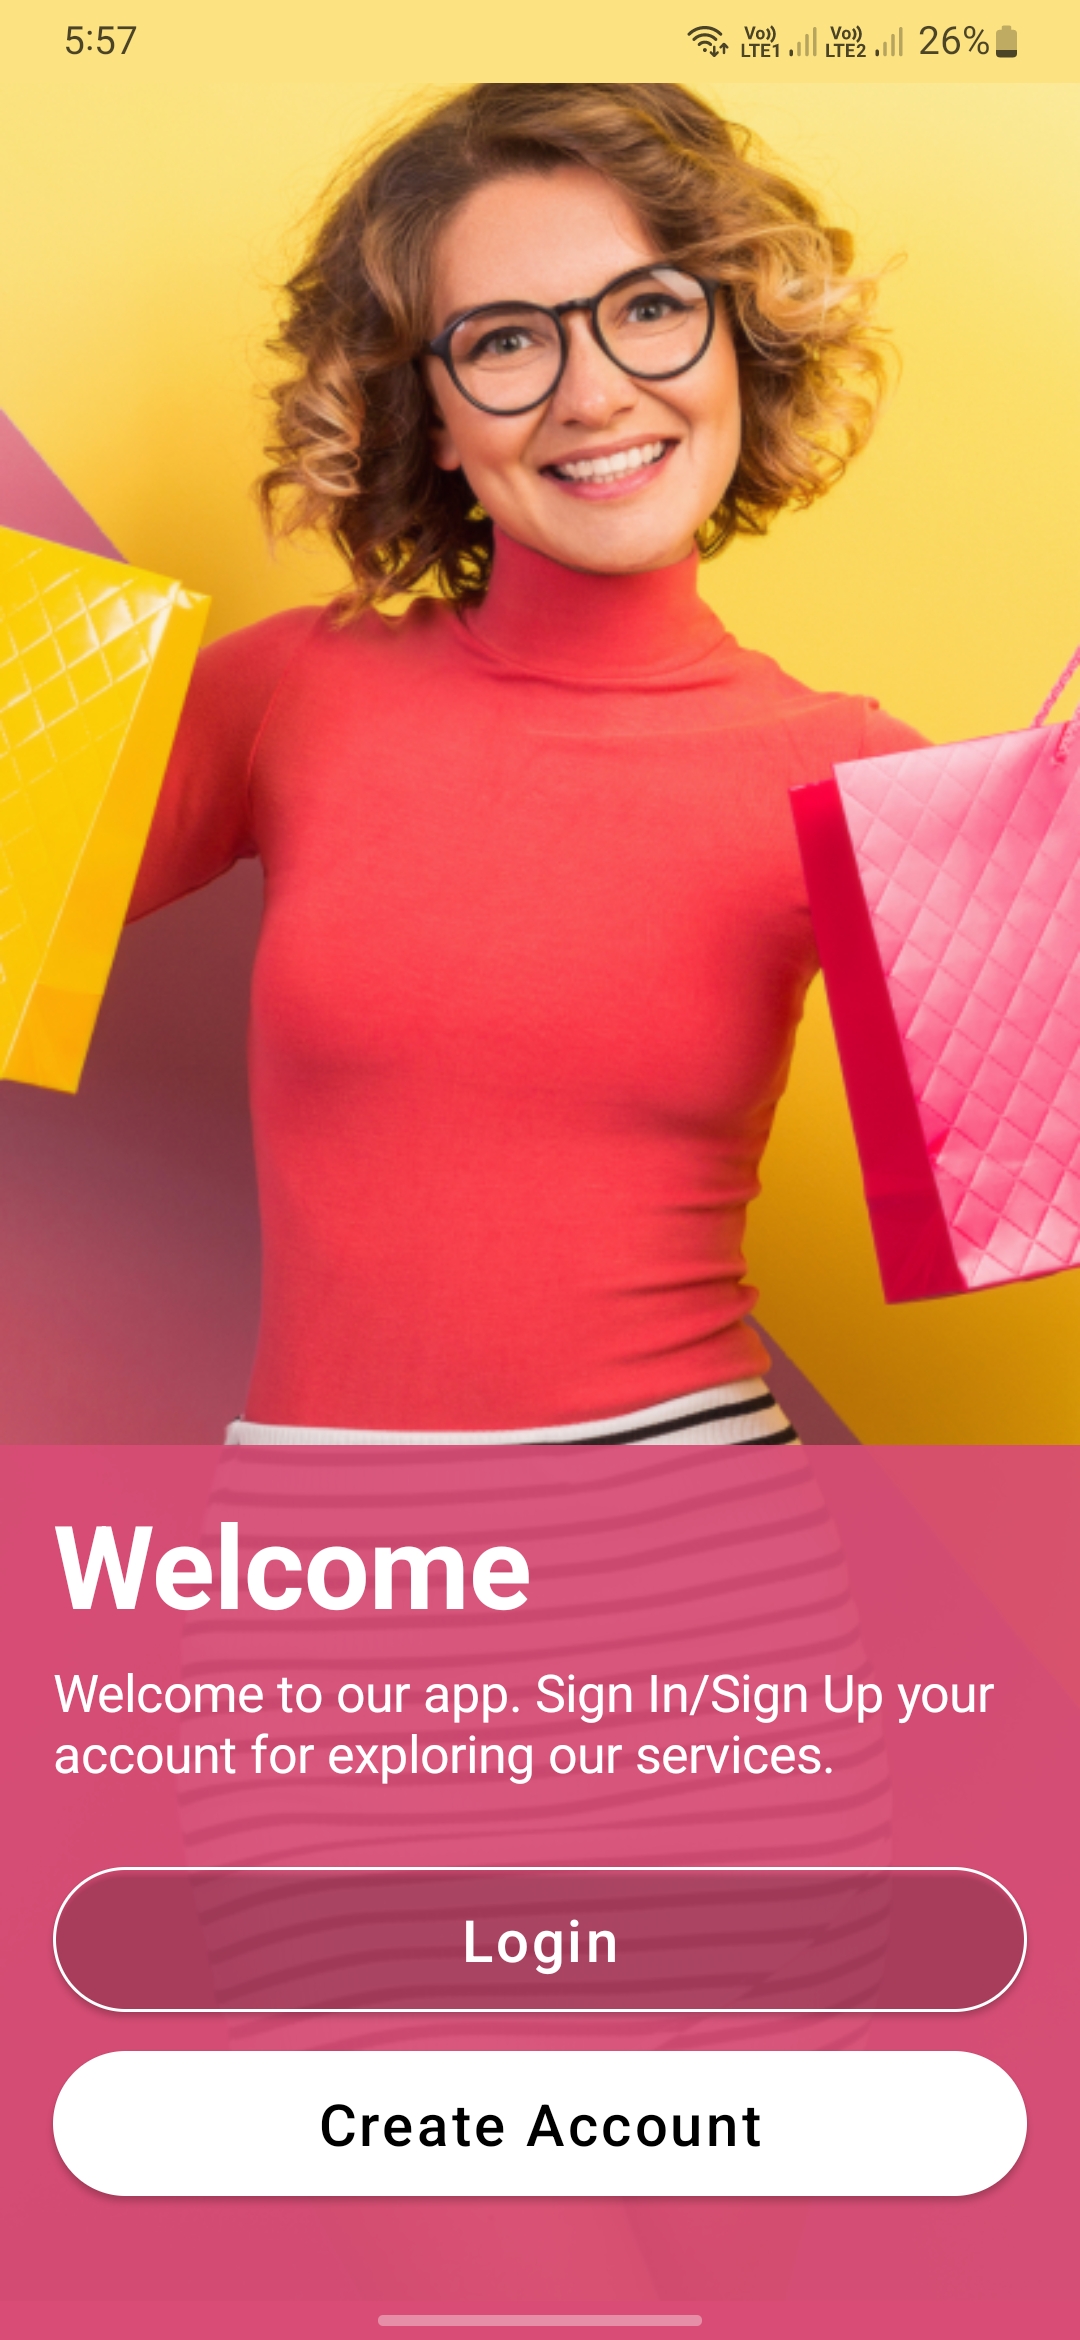 5:57
Vo)) LTE1 Vo)) LTE2 26%
Welcome
Welcome to our app. Sign In/Sign Up your
account for exploring our services.
Login
Create Account